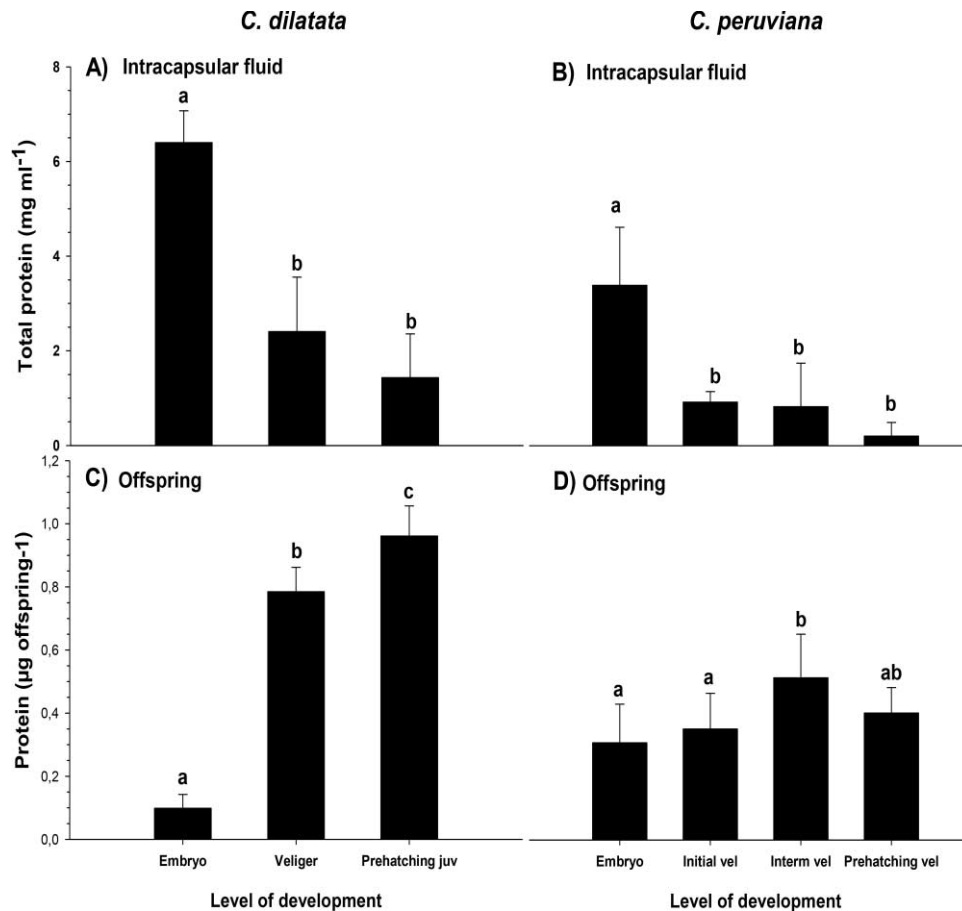 C. dilatata
C. peruviana
A) Intracapsular fluid
B) Intracapsular fluid
Total protein (mg ml-1)
8
6
4
2
0
a
b
b
a
b
b
b
C) Offspring
D) Offspring
Protein (µg offspring-1)
1,2
1,0
0,8
0,6
0,4
0,2
0,0
a
b
c
a
a
b
ab
Embryo
Veliger
Prehatching juv
Embryo
Initial vel
Interm vel
Prehatching vel
Level of development
Level of development